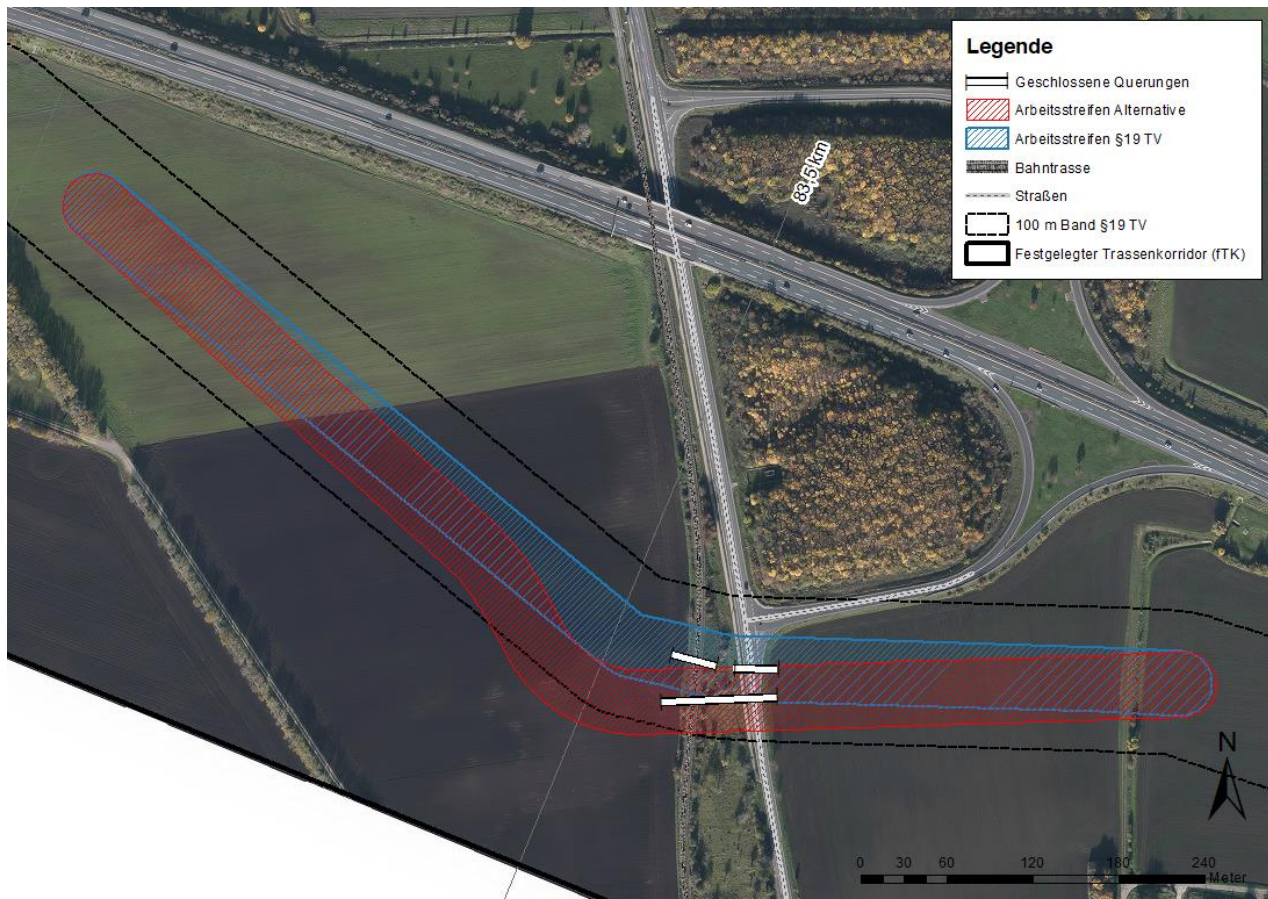 Legende
Geschlossene Querungen
Arbeitsstreifen Alternative
Arbeitsstreifen §19 TV
Bahntrasse
Straßen
100 m Band §19 TV
Festgelegter Trassenkorridor (fTK)
83,5 km
N
0 30 60 120 180 240
Meter